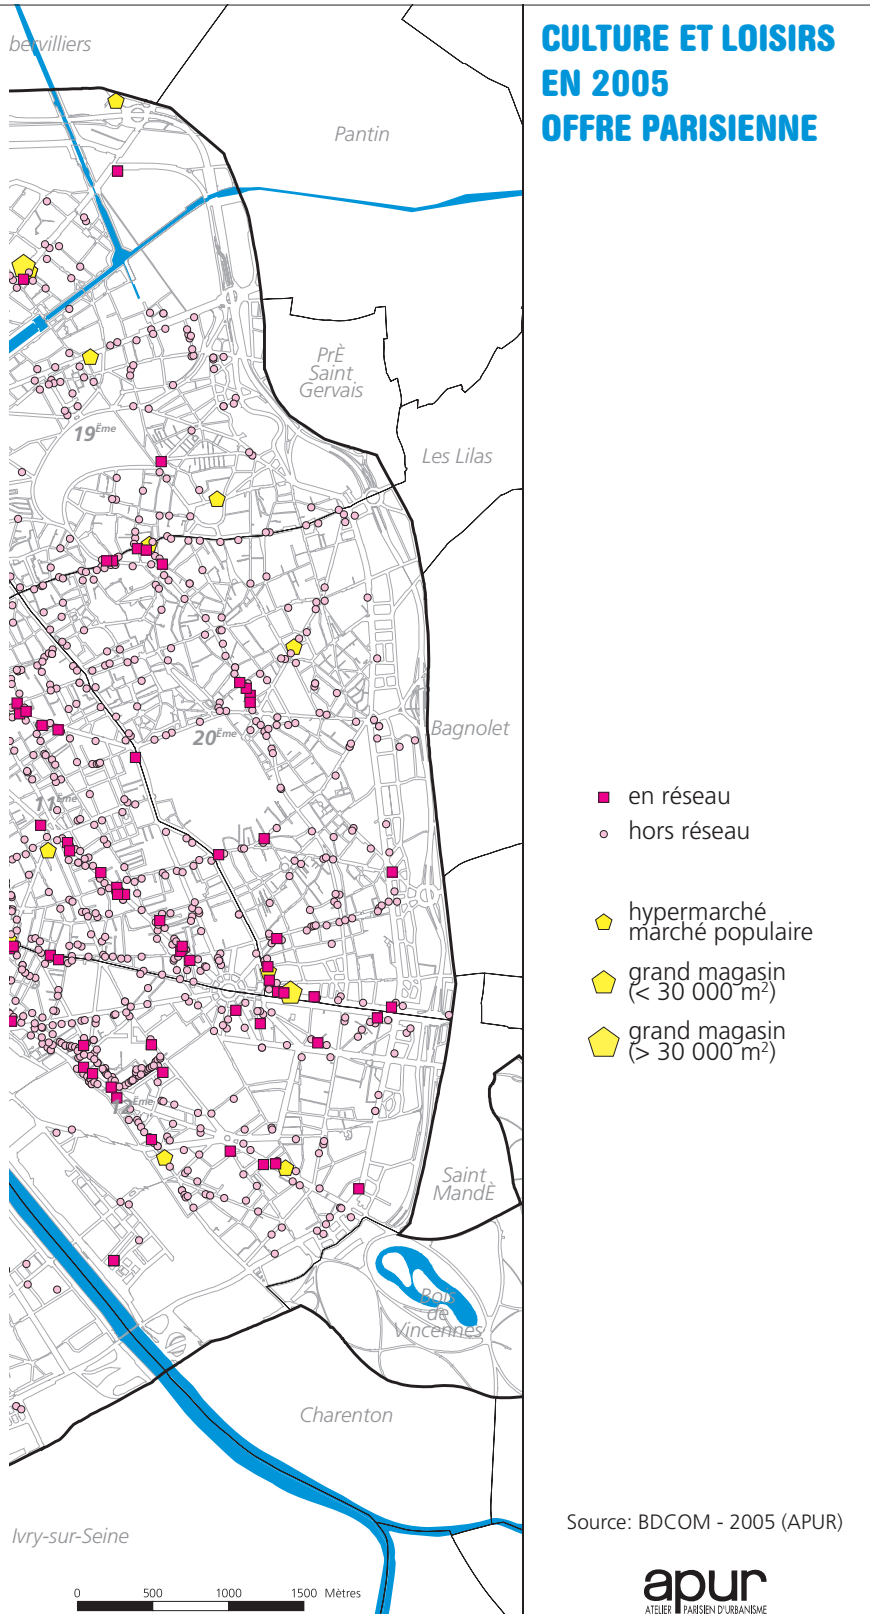 CULTURE ET LOISIRS
EN 2005
OFFRE PARISIENNE
bervilliers
Pantin
PrÈ
Saint
Gervais
19Ème
Les Lilas
20Ème
Bagnolet
11Ème
12Ème
Saint
MandÈ
Bois
de
Vincennes
Charenton
Ivry-sur-Seine
en réseau
hors réseau
hypermarché
marché populaire
grand magasin
(< 30 000 m²)
grand magasin
(> 30 000 m²)
0 500 1000 1500 Mètres
Source: BDCOM - 2005 (APUR)
apur
ATELIER PARISIEN D'URBANISME